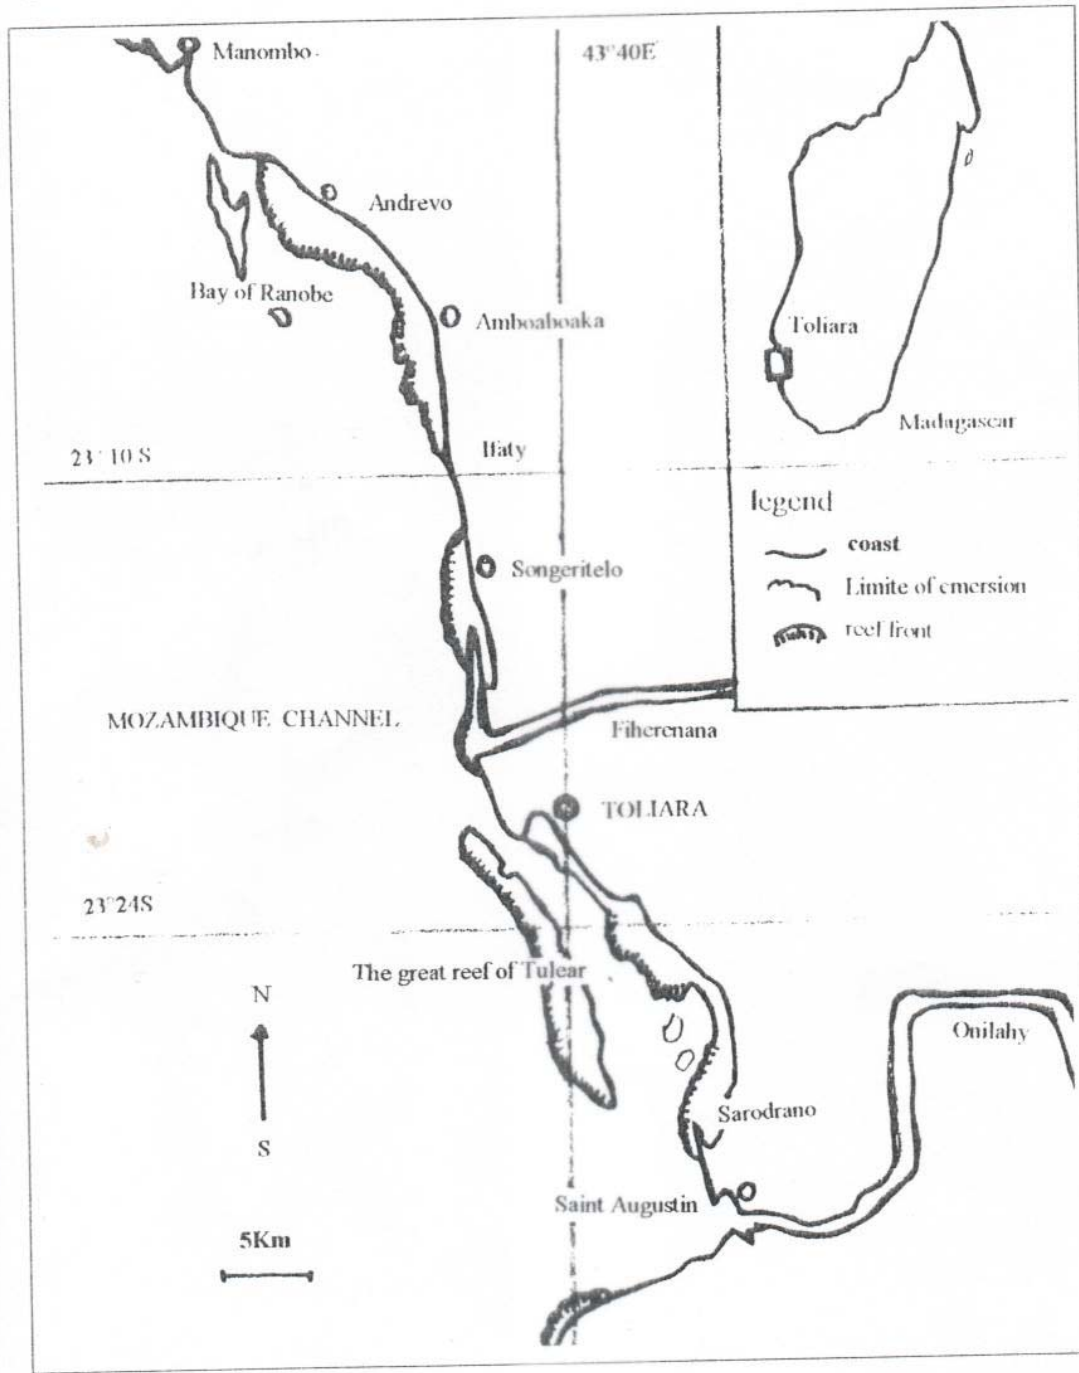 Manombo
43°40E
Andrevo
Bay of Ranobe
Amboaboaka
Toliara
Madagascar
Ifaty
23° 10 S
legend
coast
Limite of emersion
reef front
Songeritelo
MOZAMBIQUE CHANNEL
Fiherenana
TOLIARA
23°24S
The great reef of Tulear
N
S
Onilahy
Sarodrano
Saint Augustin
5Km